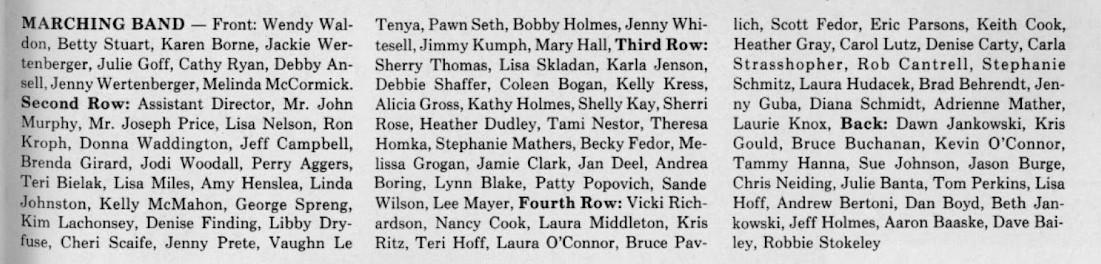 MARCHING BAND — Front: Wendy Wal-
don, Betty Stuart, Karen Borne, Jackie Wer-
tenberger, Julie Goff, Cathy Ryan, Debby An-
sell, Jenny Wertenberger, Melinda McCormick.
Second Row: Assistant Director, Mr. John
Murphy, Mr. Joseph Price, Lisa Nelson, Ron
Kroph, Donna Waddington, Jeff Campbell,
Brenda Girard, Jodi Woodall, Perry Aggers,
Teri Bielak, Lisa Miles, Amy Henslea, Linda
Johnston, Kelly McMahon, George Spreng,
Kim Lachonsey, Denise Finding, Libby Dry-
fuse, Cheri Scaife, Jenny Prete, Vaughn Le
Tenya, Pawn Seth, Bobby Holmes, Jenny Whi-
tesell, Jimmy Kumph, Mary Hall, Third Row:
Sherry Thomas, Lisa Skladan, Karla Jenson,
Debbie Shaffer, Coleen Bogan, Kelly Kress,
Alicia Gross, Kathy Holmes, Shelly Kay, Sherri
Rose, Heather Dudley, Tami Nestor, Theresa
Homka, Stephanie Mathers, Becky Fedor, Me-
lissa Grogan, Jamie Clark, Jan Deel, Andrea
Boring, Lynn Blake, Patty Popovich, Sande
Wilson, Lee Mayer, Fourth Row: Vicki Rich-
ardson, Nancy Cook, Laura Middleton, Kris
Ritz, Teri Hoff, Laura O'Connor, Bruce Pav-
lich, Scott Fedor, Eric Parsons, Keith Cook,
Heather Gray, Carol Lutz, Denise Carty, Carla
Strasshopher, Rob Cantrell, Stephanie
Schmitz, Laura Hudacek, Brad Behrendt, Jen-
ny Guba, Diana Schmidt, Adrienne Mather,
Laurie Knox, Back: Dawn Jankowski, Kris
Gould, Bruce Buchanan, Kevin O'Connor,
Tammy Hanna, Sue Johnson, Jason Burge,
Chris Neiding, Julie Banta, Tom Perkins, Lisa
Hoff, Andrew Bertoni, Dan Boyd, Beth Jan-
kowski, Jeff Holmes, Aaron Baaske, Dave Bai-
ley, Robbie Stokeley